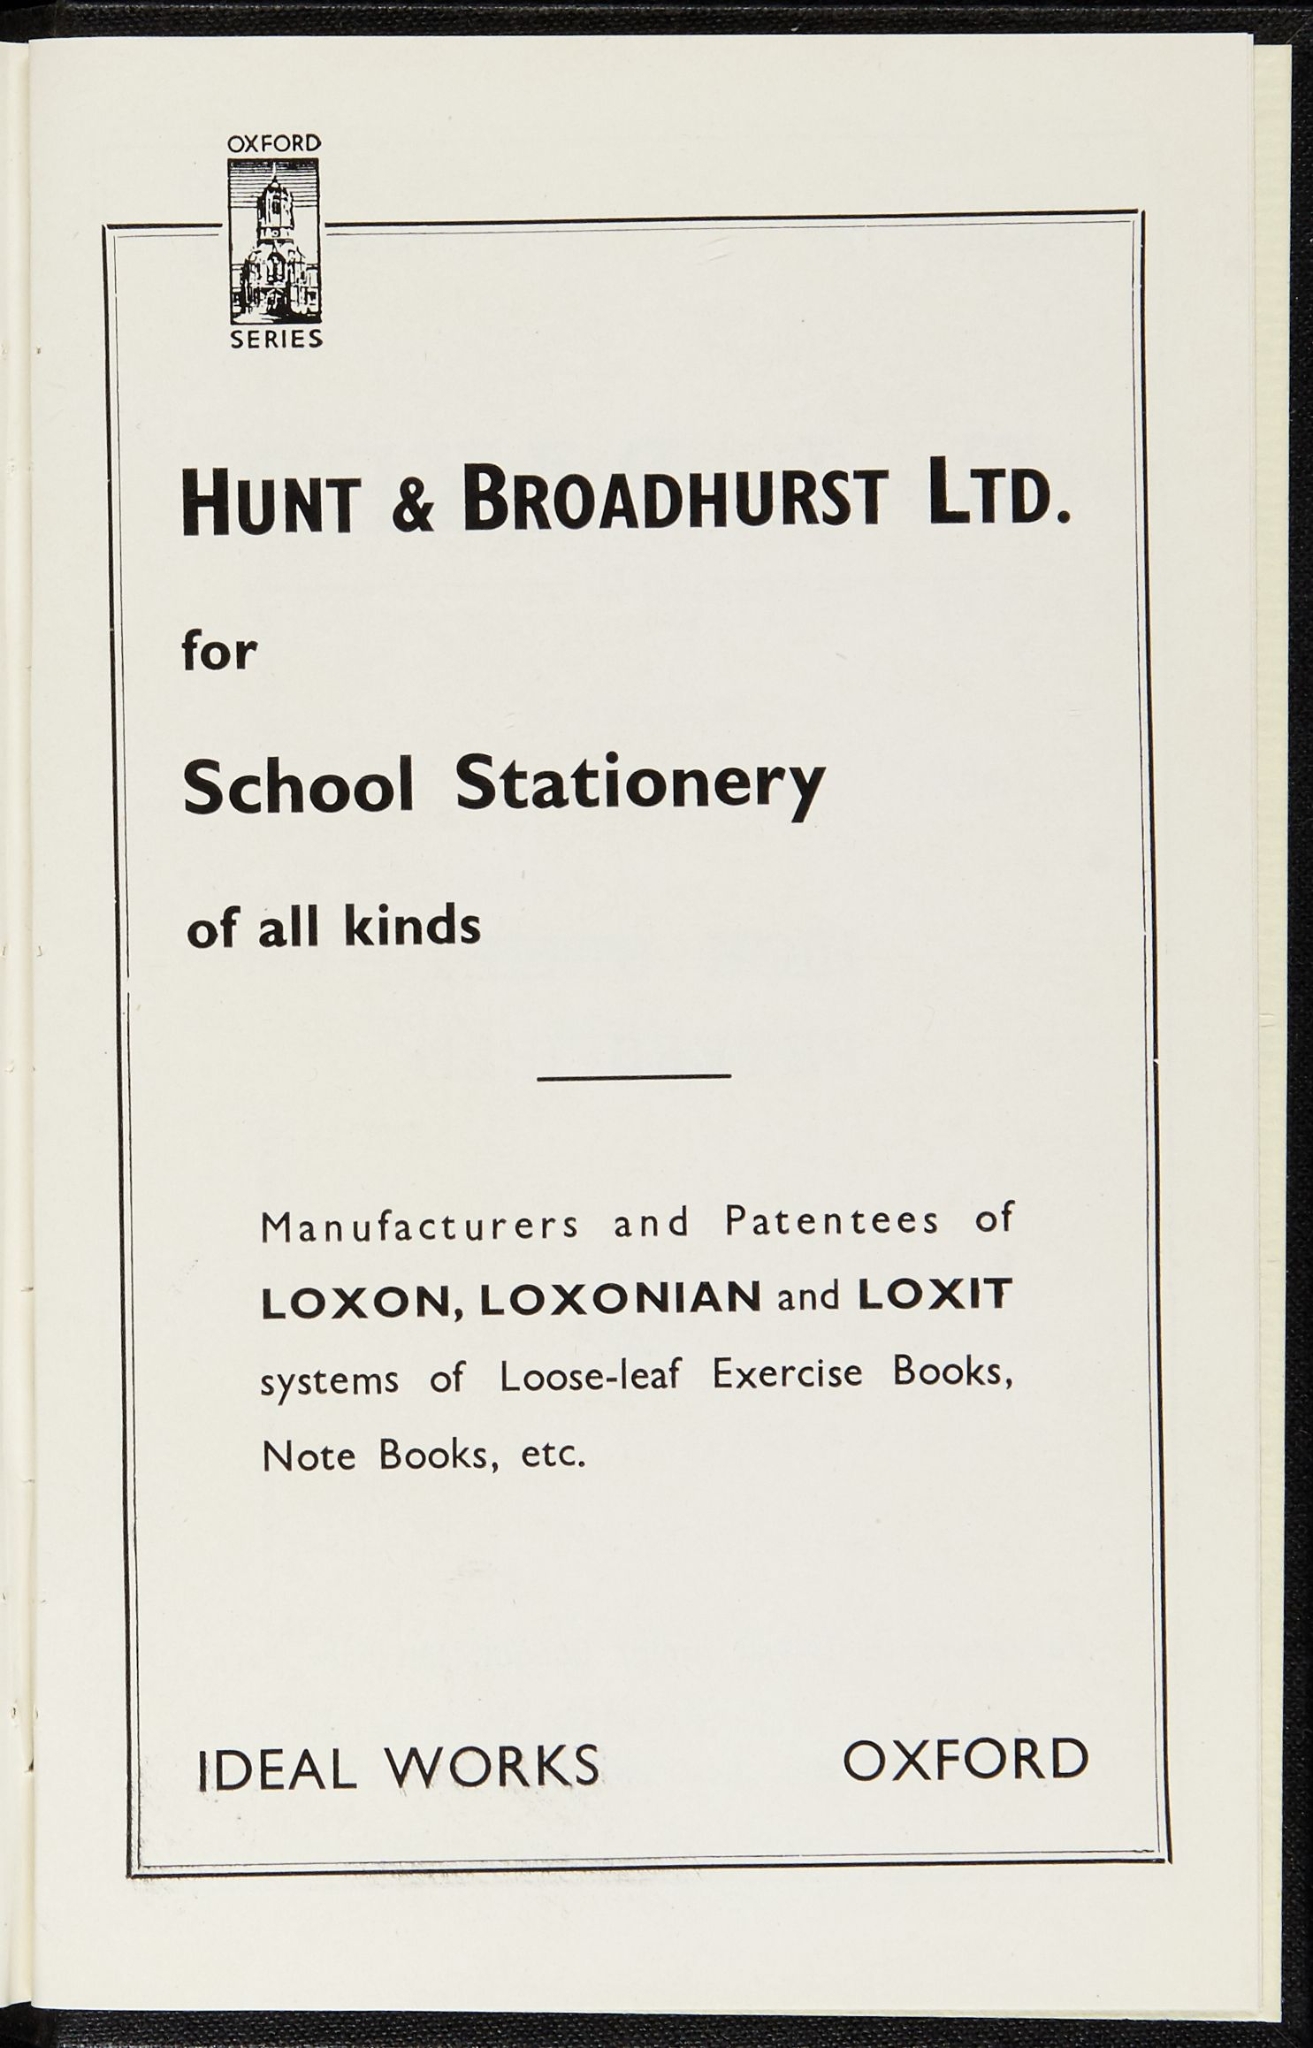 OXFORD
SERIES
HUNT & BROADHURST LTD.
for
School Stationery
of all kinds
Manufacturers and Patentees of
LOXON, LOXONIAN and LOXIT
systems of Loose-leaf Exercise Books,
Note Books, etc.
IDEAL WORKS OXFORD